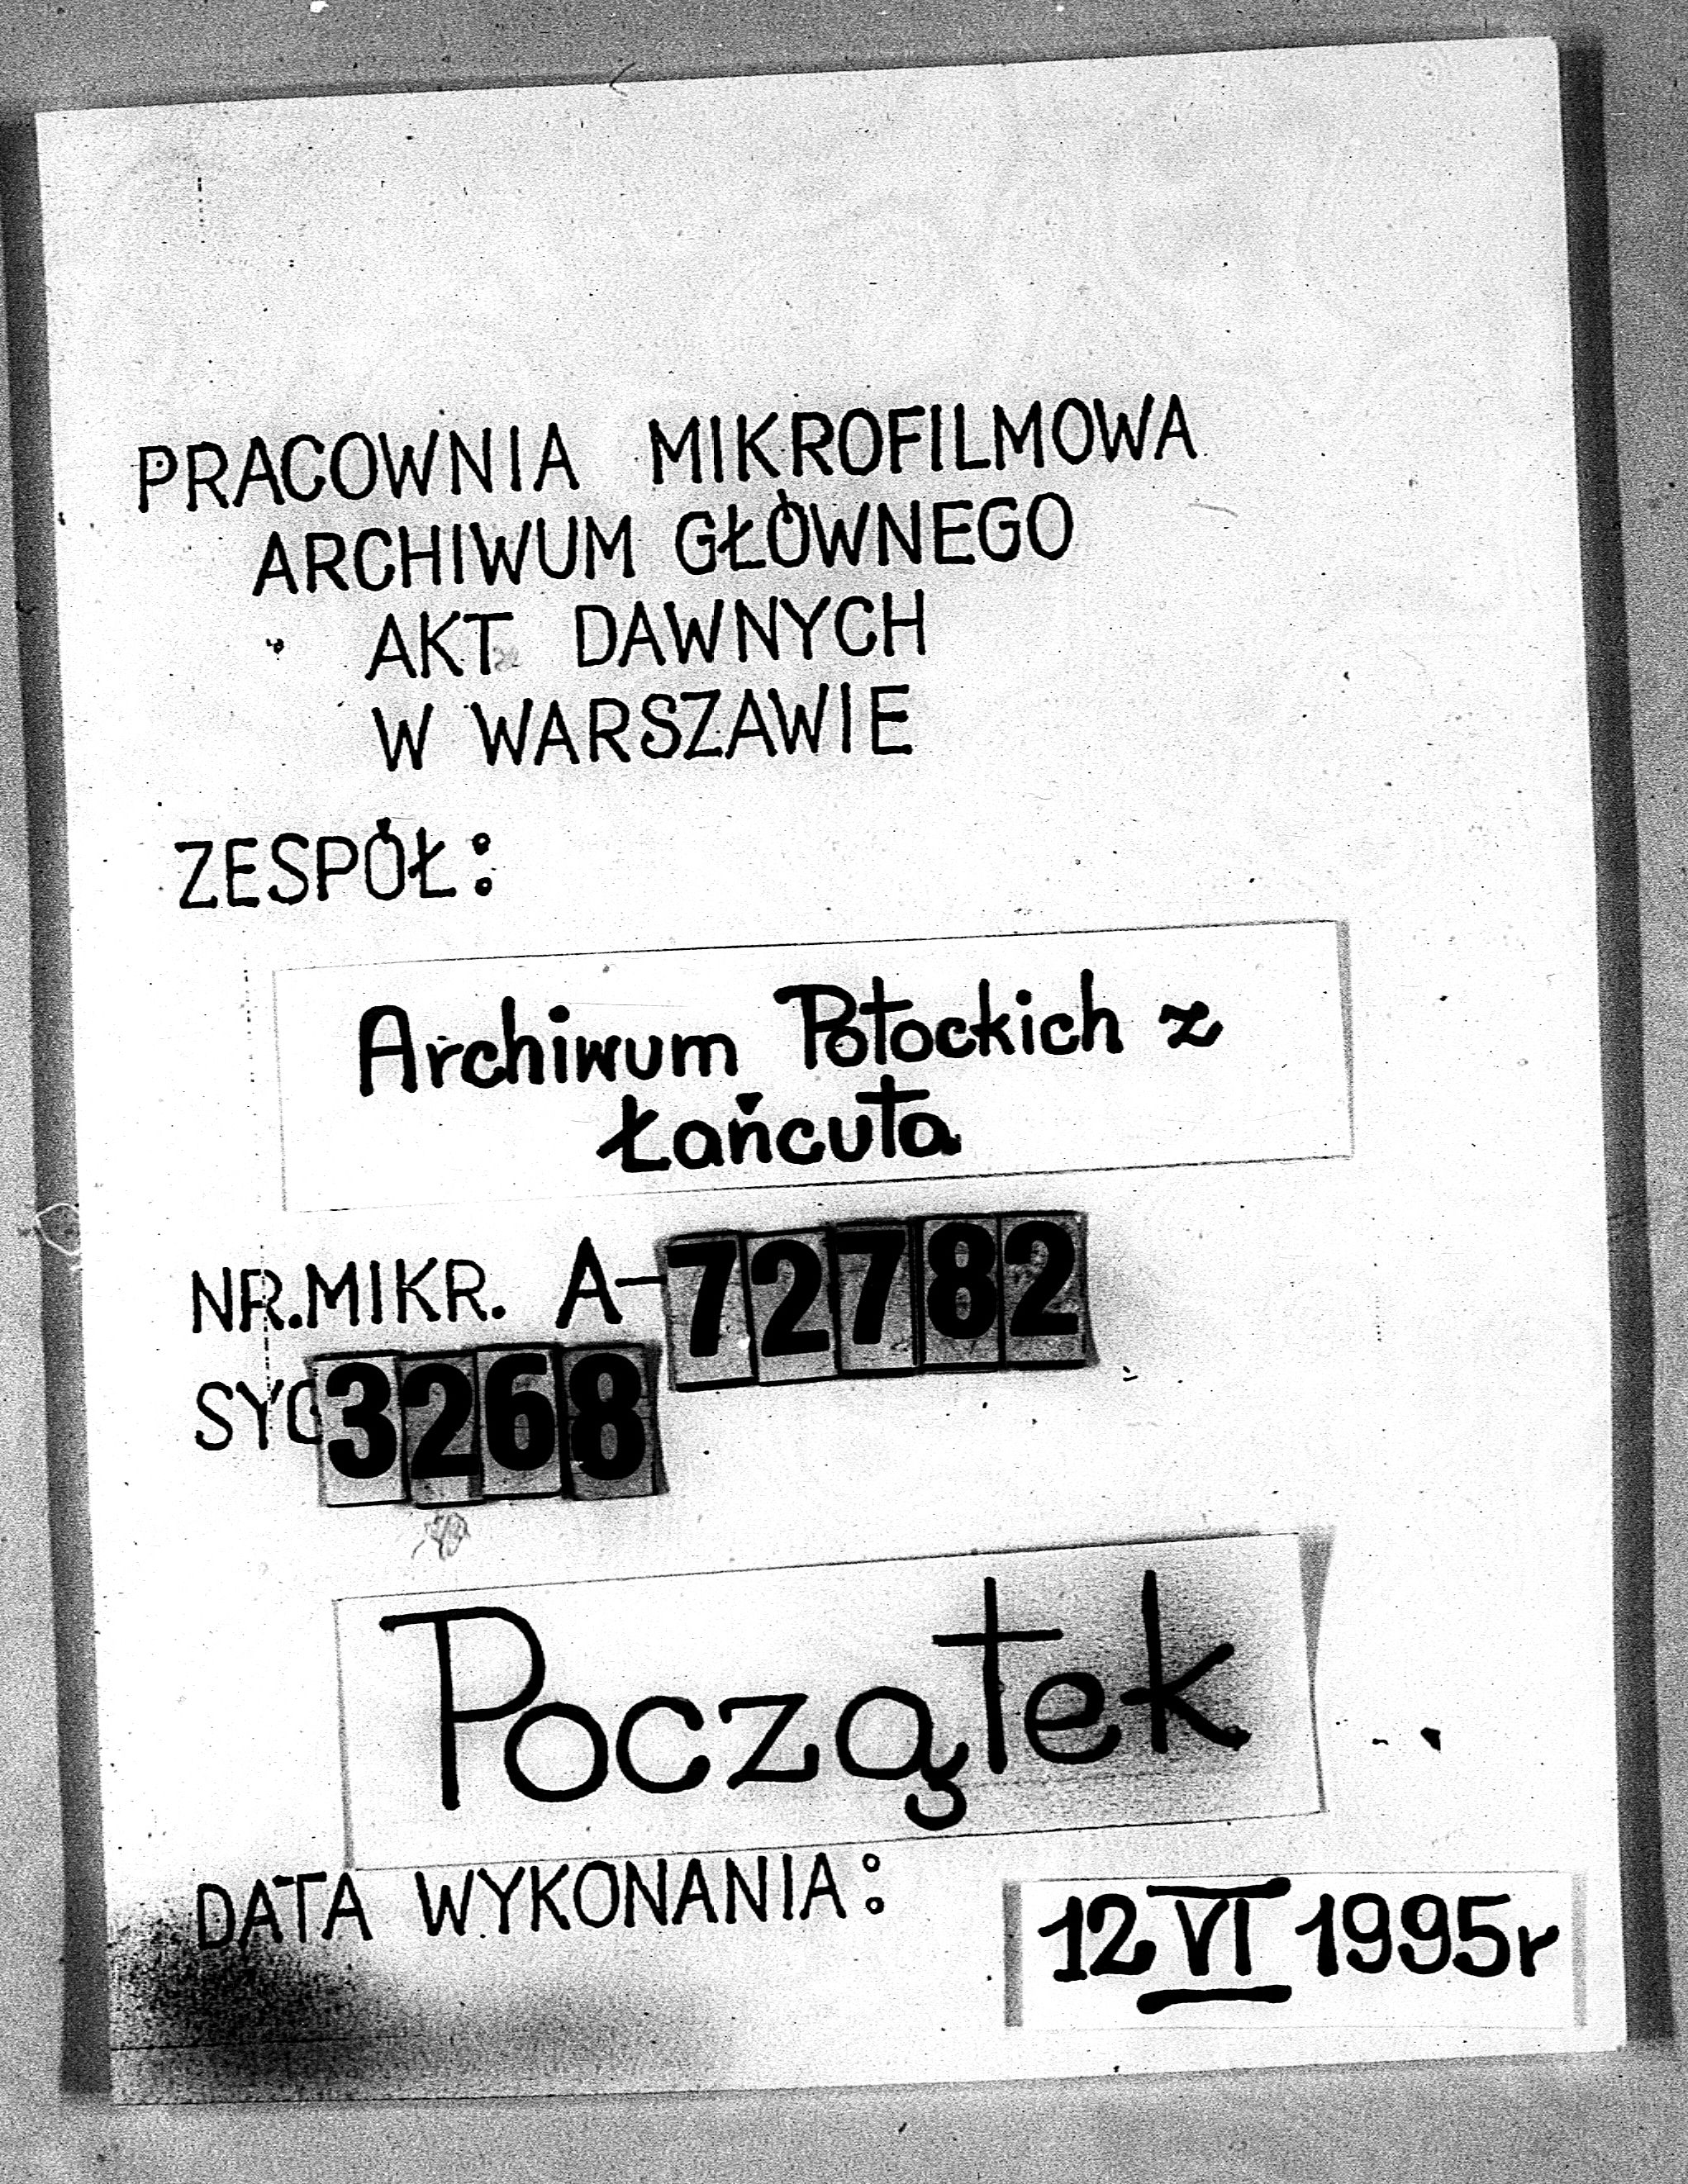 PRACOWNIA MIKROFILMOWA
ARCHIWUM GŁÓWNEGO
AKT DAWNYCH
W WARSZAWIE
ZESPÓŁ:
Archiwum Potockich z
Łańcuta
NR.MIKR. A-72782
SYG 3268
Początek
DATA WYKONANIA: 12 VI 1995r